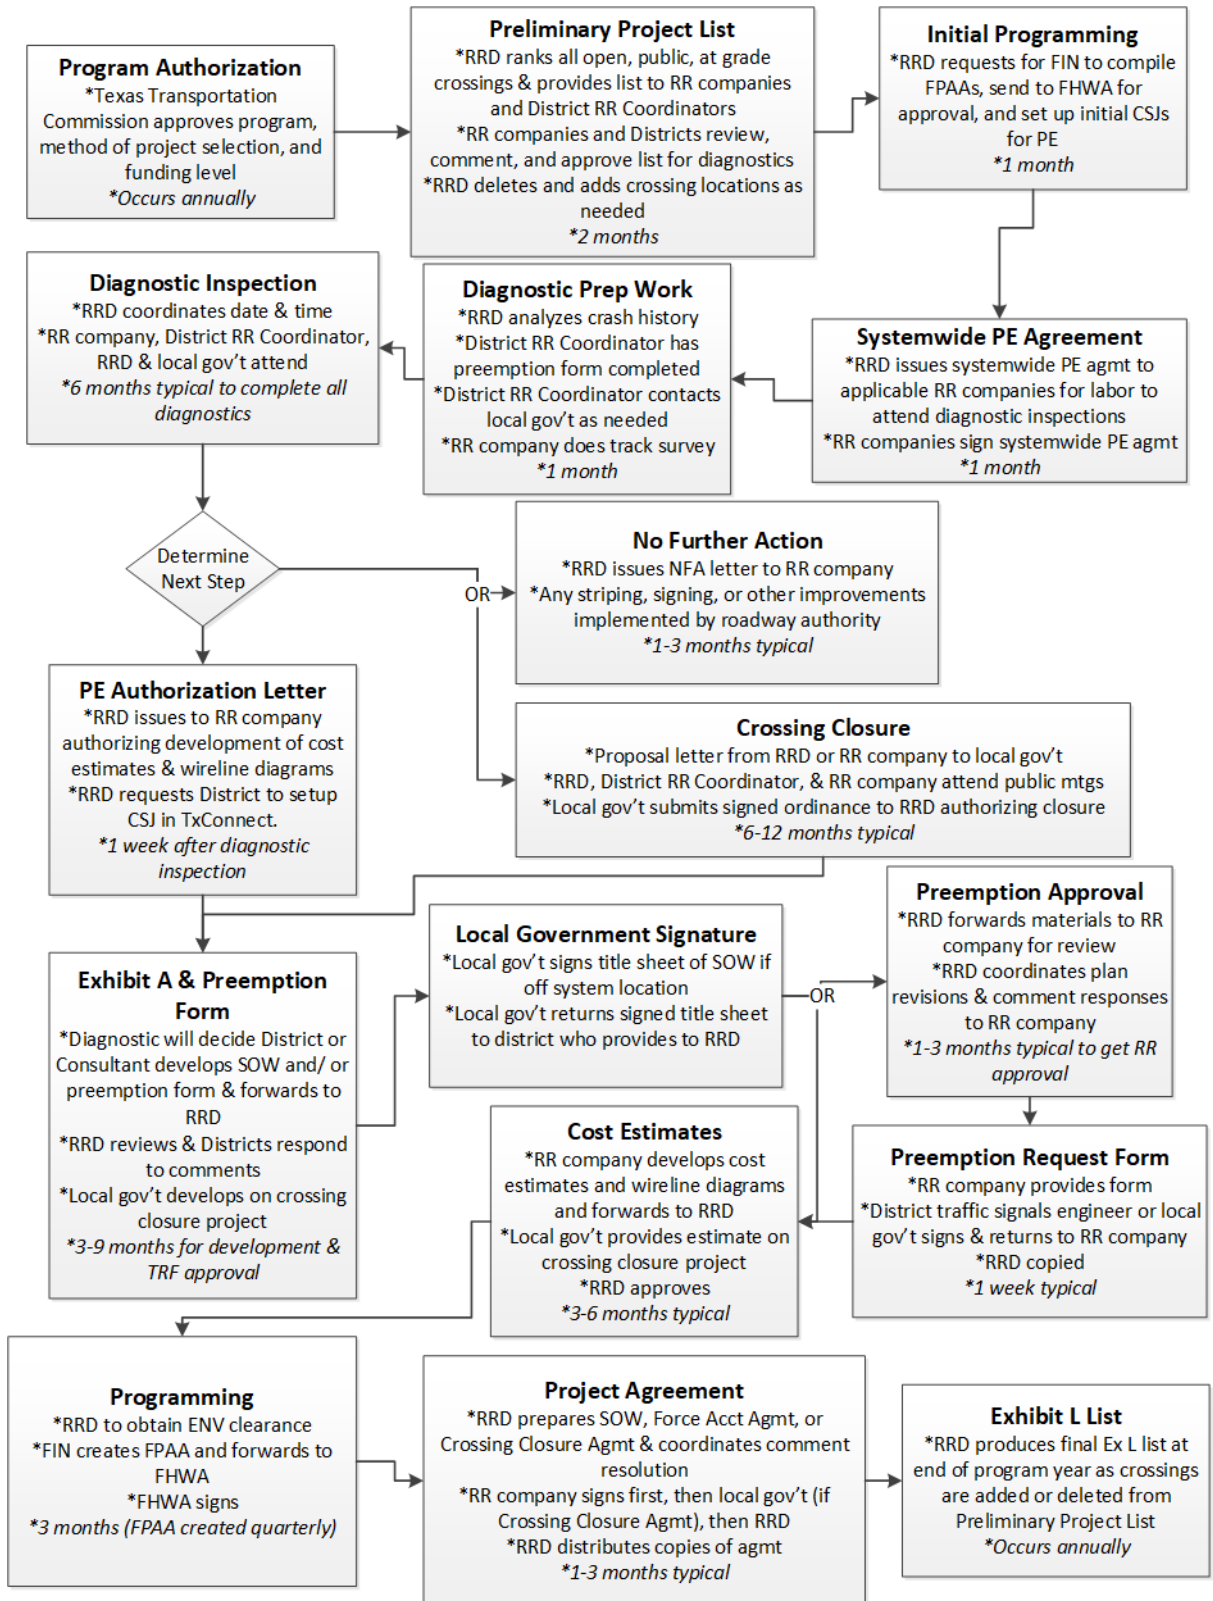 Program Authorization
*Texas Transportation
Commission approves program,
method of project selection, and
funding level
*Occurs annually
Preliminary Project List
*RRD ranks all open, public, at grade
crossings & provides list to RR companies
and District RR Coordinators
*RR companies and Districts review,
comment, and approve list for diagnostics
*RRD deletes and adds crossing locations as
needed
*2 months
Initial Programming
*RRD requests for FIN to compile
FPAAs, send to FHWA for
approval, and set up initial CSJs
for PE
*1 month
Diagnostic Inspection
*RRD coordinates date & time
*RR company, District RR Coordinator,
RRD & local gov’t attend
*6 months typical to complete all
diagnostics
Diagnostic Prep Work
*RRD analyzes crash history
*District RR Coordinator has
preemption form completed
*District RR Coordinator contacts
local gov’t as needed
*RR company does track survey
*1 month
Systemwide PE Agreement
*RRD issues systemwide PE agmt to
applicable RR companies for labor to
attend diagnostic inspections
*RR companies sign systemwide PE agmt
*1 month
Determine
Next Step
OR
No Further Action
*RRD issues NFA letter to RR company
*Any striping, signing, or other improvements
implemented by roadway authority
*1-3 months typical
PE Authorization Letter
*RRD issues to RR company
authorizing development of cost
estimates & wireline diagrams
*RRD requests District to setup
CSJ in TxConnect.
*1 week after diagnostic
inspection
Crossing Closure
*Proposal letter from RRD or RR company to local gov’t
*RRD, District RR Coordinator, & RR company attend public mtgs
*Local gov’t submits signed ordinance to RRD authorizing closure
*6-12 months typical
Exhibit A & Preemption
Form
*Diagnostic will decide District or
Consultant develops SOW and/ or
preemption form & forwards to
RRD
*RRD reviews & Districts respond
to comments
*Local gov’t develops on crossing
closure project
*3-9 months for development &
TRF approval
Local Government Signature
*Local gov’t signs title sheet of SOW if
off system location
*Local gov’t returns signed title sheet
to district who provides to RRD
OR
Preemption Approval
*RRD forwards materials to RR
company for review
*RRD coordinates plan
revisions & comment responses
to RR company
*1-3 months typical to get RR
approval
Cost Estimates
*RR company develops cost
estimates and wireline diagrams
and forwards to RRD
*Local gov’t provides estimate on
crossing closure project
*RRD approves
*3-6 months typical
Preemption Request Form
*RR company provides form
*District traffic signals engineer or local
gov’t signs & returns to RR company
*RRD copied
*1 week typical
Programming
*RRD to obtain ENV clearance
*FIN creates FPAA and forwards to
FHWA
*FHWA signs
*3 months (FPAA created quarterly)
Project Agreement
*RRD prepares SOW, Force Acct Agmt, or
Crossing Closure Agmt & coordinates comment
resolution
*RR company signs first, then local gov’t (if
Crossing Closure Agmt), then RRD
*RRD distributes copies of agmt
*1-3 months typical
Exhibit L List
*RRD produces final Ex L list at
end of program year as crossings
are added or deleted from
Preliminary Project List
*Occurs annually